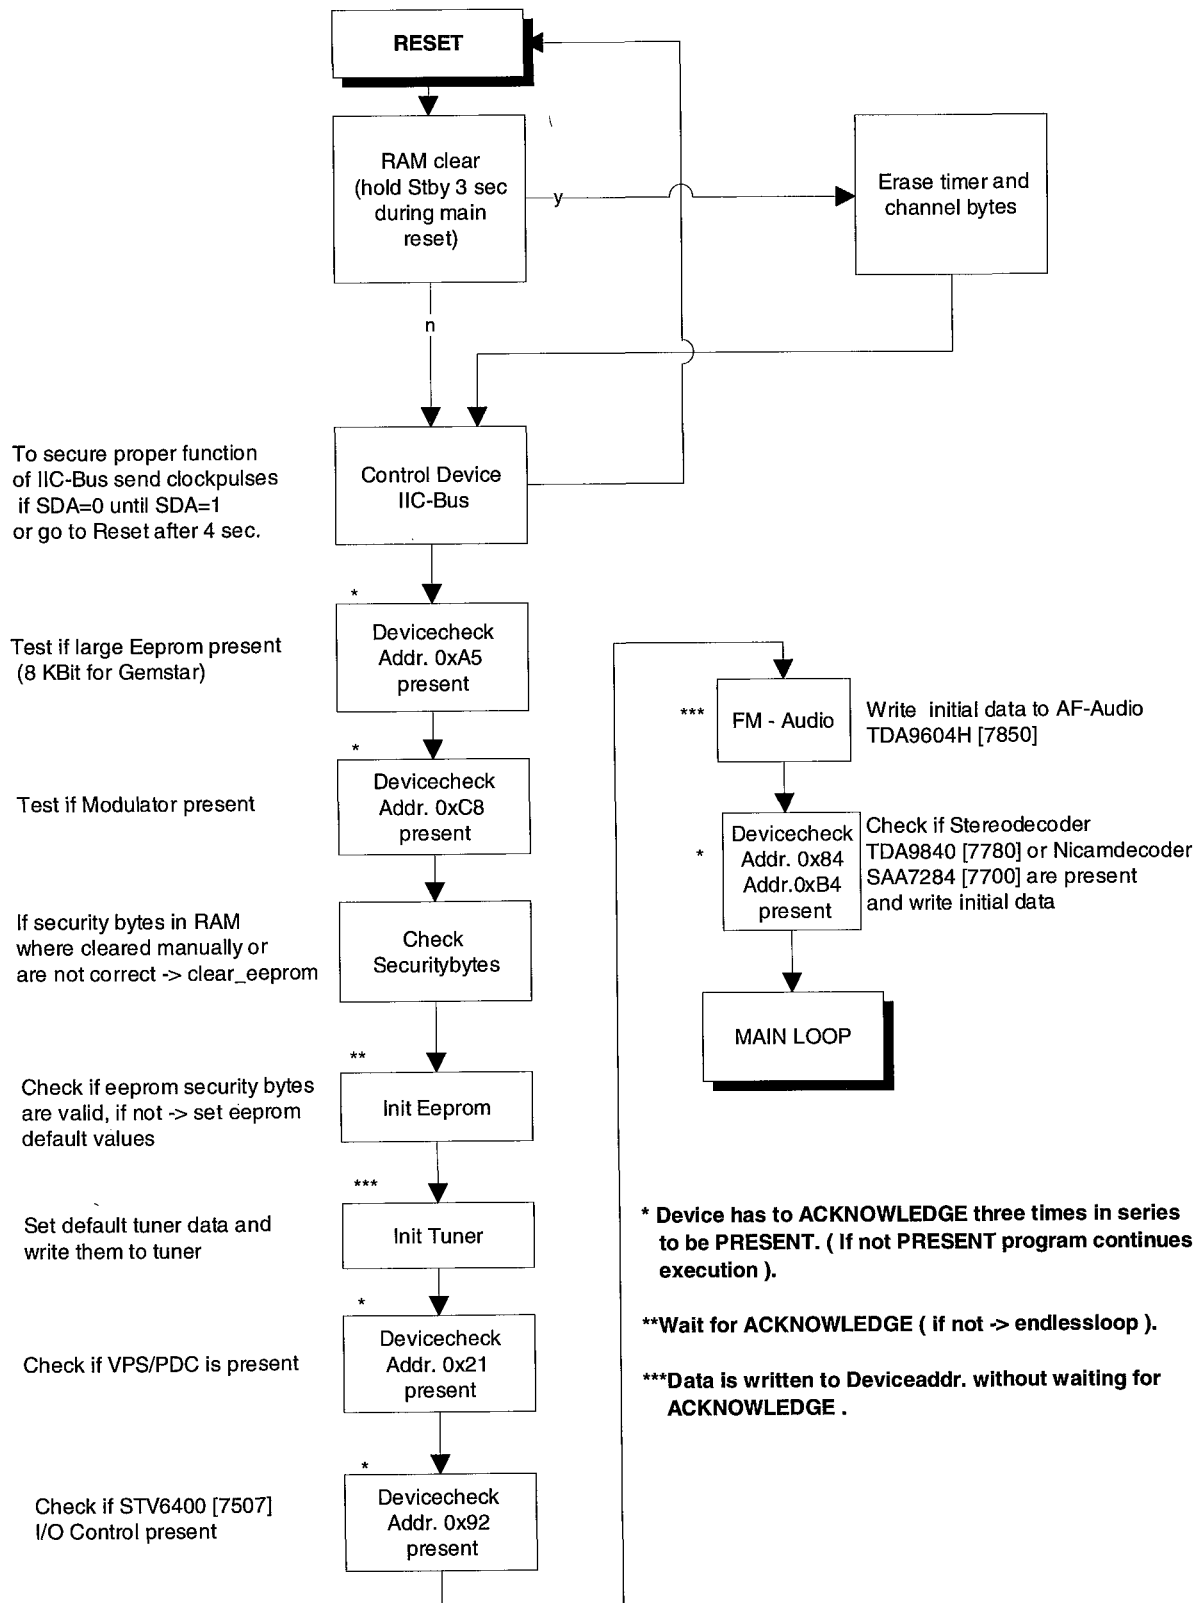 RESET
RAM clear
(hold Stby 3 sec
during main
reset)
y
Erase timer and
channel bytes
n
To secure proper function
of IIC-Bus send clockpulses
if SDA=0 until SDA=1
or go to Reset after 4 sec.
Control Device
IIC-Bus
*
Test if large Eeprom present
(8 KBit for Gemstar)
Devicecheck
Addr. 0xA5
present
*
Test if Modulator present
Devicecheck
Addr. 0xC8
present
If security bytes in RAM
where cleared manually or
are not correct -> clear_eeprom
Check
Securitybytes
**
Check if eeprom security bytes
are valid, if not -> set eeprom
default values
Init Eeprom
***
Set default tuner data and
write them to tuner
Init Tuner
*
Check if VPS/PDC is present
Devicecheck
Addr. 0x21
present
*
Check if STV6400 [7507]
I/O Control present
Devicecheck
Addr. 0x92
present
***
FM - Audio
Write initial data to AF-Audio
TDA9604H [7850]
*
Devicecheck
Addr. 0x84
Addr.0xB4
present
Check if Stereodecoder
TDA9840 [7780] or Nicamdecoder
SAA7284 [7700] are present
and write initial data
MAIN LOOP
* Device has to ACKNOWLEDGE three times in series
to be PRESENT. ( If not PRESENT program continues
execution ).
**Wait for ACKNOWLEDGE ( if not -> endlessloop ).
***Data is written to Deviceaddr. without waiting for
ACKNOWLEDGE .